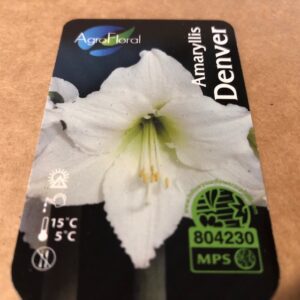 AgroFloral
Amaryllis
Denver
15°C
5°C
804230
MPS